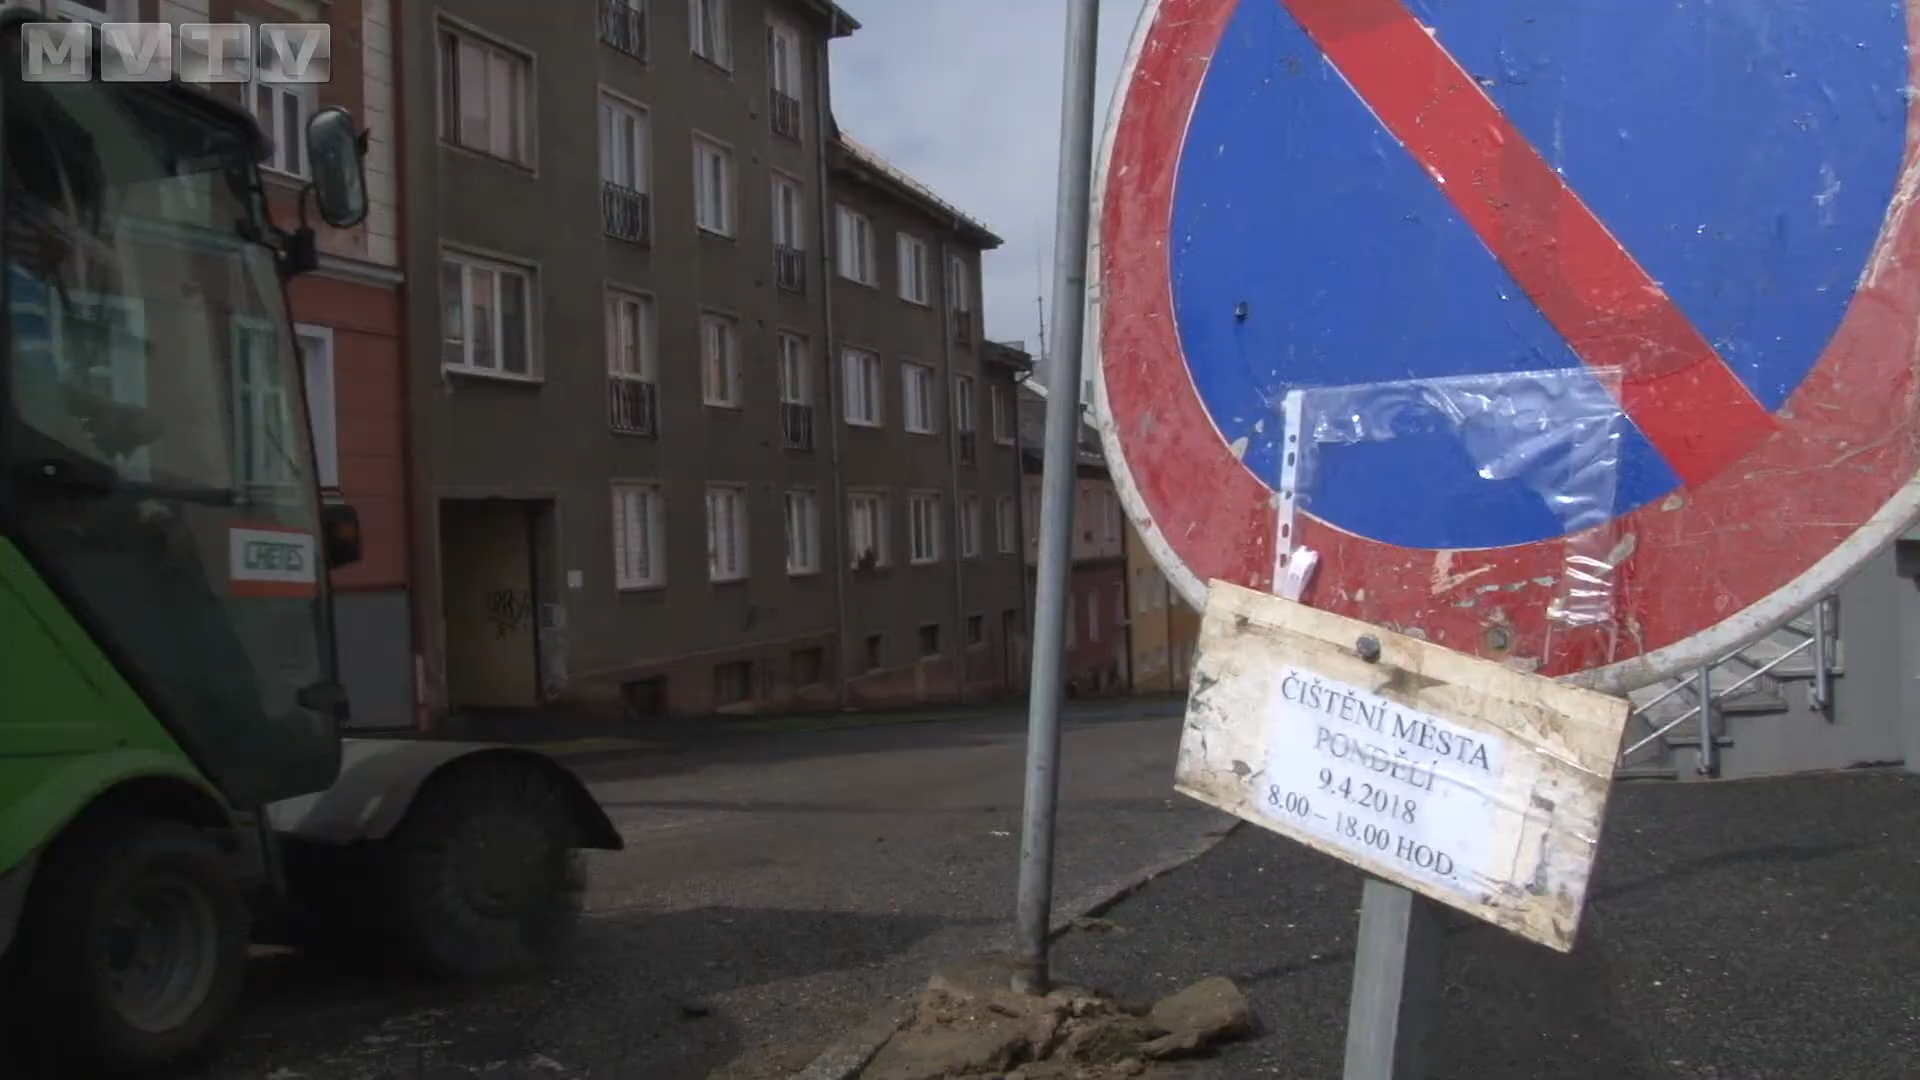 MVTV
CHETES
ČIŠTĚNÍ MĚSTA
PONDĚLÍ
9.4.2018
8.00 – 18.00 HOD.